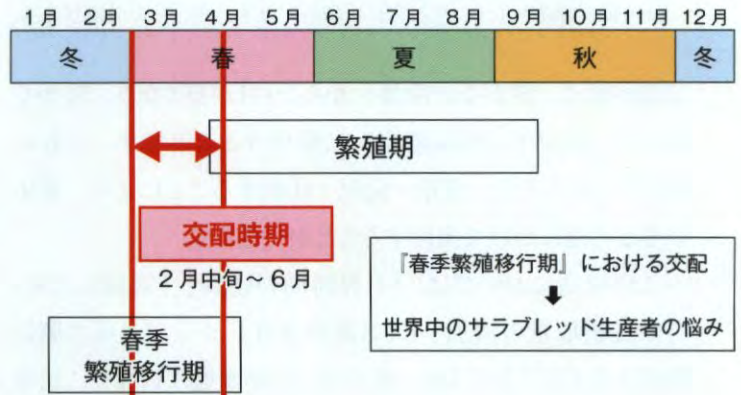 1月 2月 3月 4月 5月 6月 7月 8月 9月 10月 11月 12月
冬 春 夏 秋 冬
繁殖期
交配時期
2月中旬〜6月
春季
繁殖移行期
『春季繁殖移行期』における交配
⬇
世界中のサラブレッド生産者の悩み